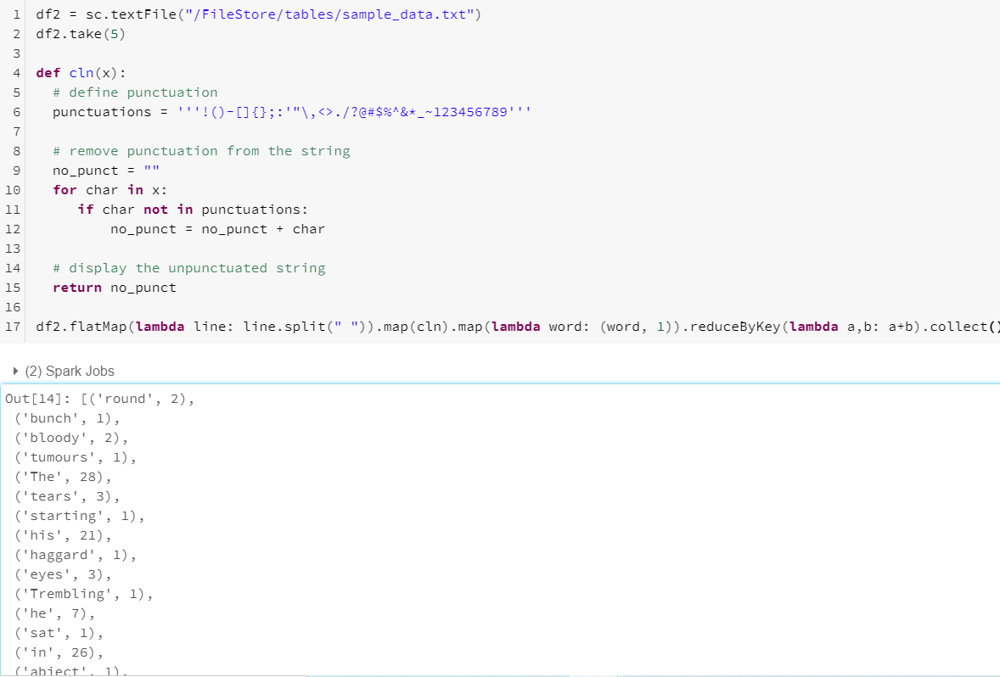 1 df2 = sc.textFile("/FileStore/tables/sample_data.txt")
2 df2.take(5)
3
4 def cln(x):
5   # define punctuation
6   punctuations = '''!()-[]{};:'"\,<>./?@#$%^&*_~123456789'''
7
8   # remove punctuation from the string
9   no_punct = ""
10   for char in x:
11      if char not in punctuations:
12          no_punct = no_punct + char
13
14   # display the unpunctuated string
15   return no_punct
16
17 df2.flatMap(lambda line: line.split(" ")).map(cln).map(lambda word: (word, 1)).reduceByKey(lambda a,b: a+b).collect()
(2) Spark Jobs
Out[14]: [('round', 2),
 ('bunch', 1),
 ('bloody', 2),
 ('tumours', 1),
 ('The', 28),
 ('tears', 3),
 ('starting', 1),
 ('his', 21),
 ('haggard', 1),
 ('eyes', 3),
 ('Trembling', 1),
 ('he', 7),
 ('sat', 1),
 ('in', 26),
 ('abject', 1),